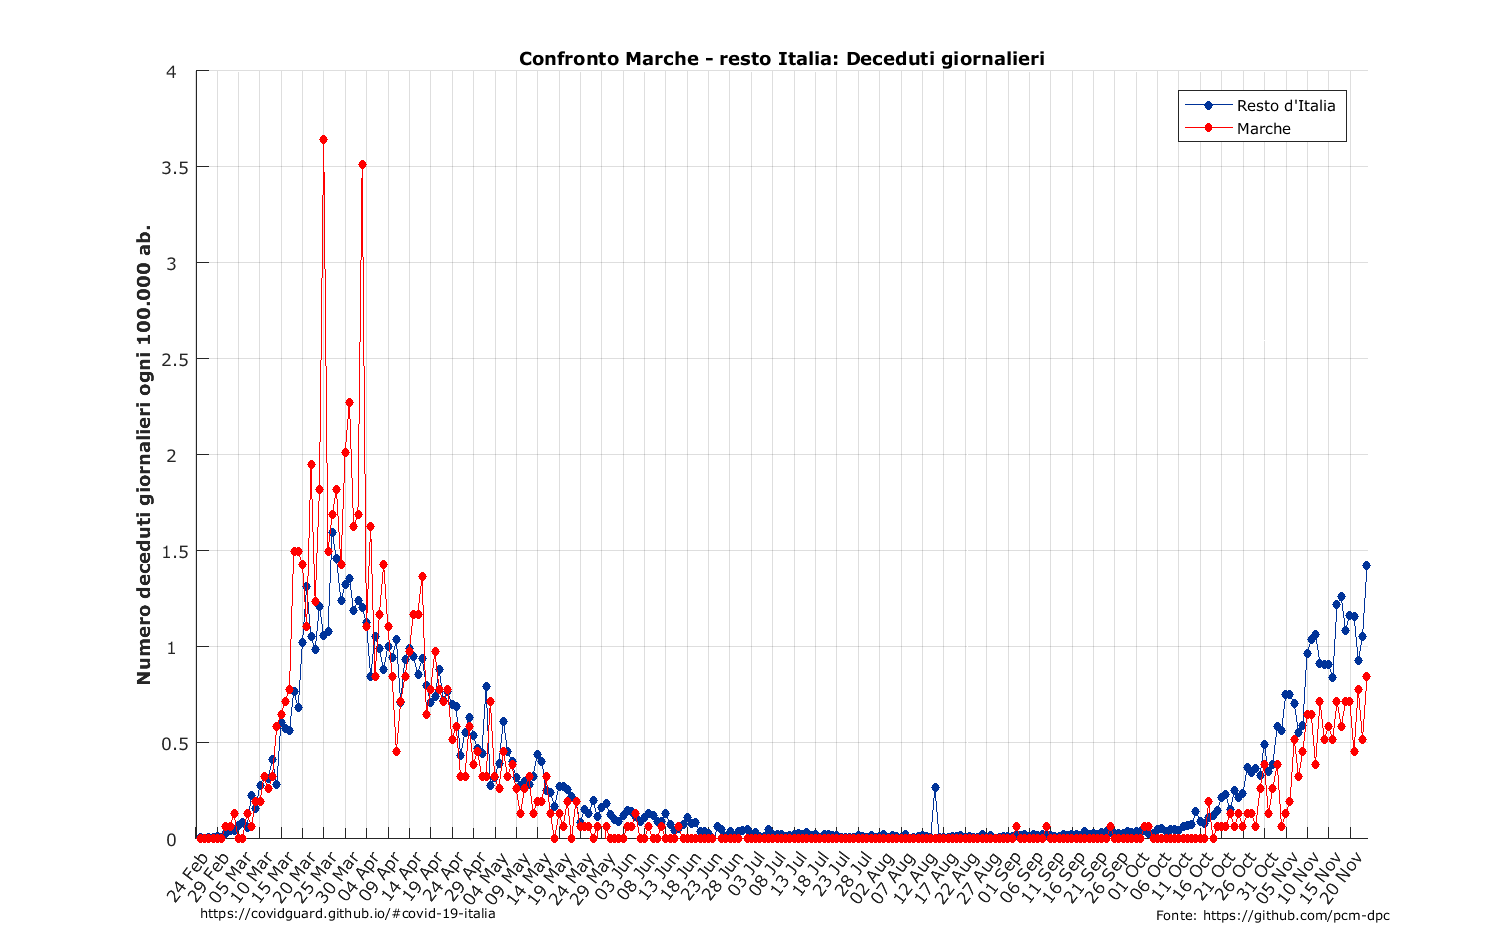 Confronto Marche - resto Italia: Deceduti giornalieri
Resto d'Italia
Marche
Numero deceduti giornalieri ogni 100.000 ab.
4
3.5
3
2.5
2
1.5
1
0.5
0
24 Feb
29 Feb
05 Mar
10 Mar
15 Mar
20 Mar
25 Mar
30 Mar
04 Apr
09 Apr
14 Apr
19 Apr
24 Apr
29 Apr
04 May
09 May
14 May
19 May
24 May
29 May
03 Jun
08 Jun
13 Jun
18 Jun
23 Jun
28 Jun
03 Jul
08 Jul
13 Jul
18 Jul
23 Jul
28 Jul
02 Aug
07 Aug
12 Aug
17 Aug
22 Aug
27 Aug
01 Sep
06 Sep
11 Sep
16 Sep
21 Sep
26 Sep
01 Oct
06 Oct
11 Oct
16 Oct
21 Oct
26 Oct
31 Oct
05 Nov
10 Nov
15 Nov
20 Nov
https://covidguard.github.io/#covid-19-italia
Fonte: https://github.com/pcm-dpc